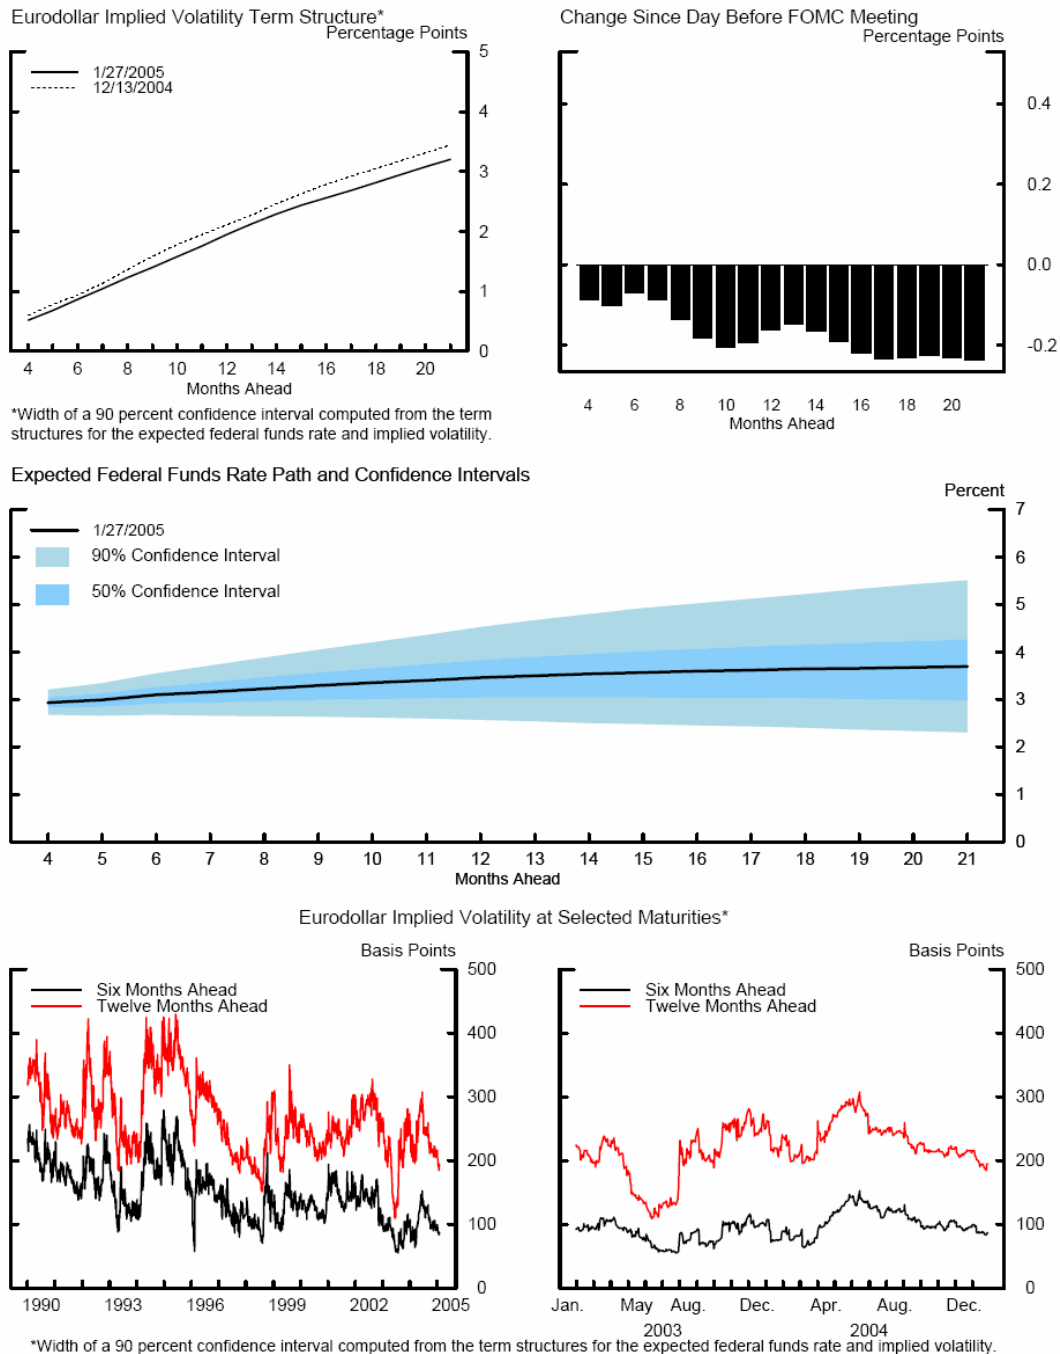 Eurodollar Implied Volatility Term Structure*
Percentage Points
1/27/2005
12/13/2004
5
4
3
2
1
0
4 6 8 10 12 14 16 18 20
Months Ahead
*Width of a 90 percent confidence interval computed from the term
structures for the expected federal funds rate and implied volatility.
Change Since Day Before FOMC Meeting
Percentage Points
0.4
0.2
0.0
-0.2
4 6 8 10 12 14 16 18 20
Months Ahead
Expected Federal Funds Rate Path and Confidence Intervals
Percent
1/27/2005
90% Confidence Interval
50% Confidence Interval
7
6
5
4
3
2
1
0
4 5 6 7 8 9 10 11 12 13 14 15 16 17 18 19 20 21
Months Ahead
Eurodollar Implied Volatility at Selected Maturities*
Basis Points
Six Months Ahead
Twelve Months Ahead
500
400
300
200
100
0
1990 1993 1996 1999 2002 2005
Basis Points
Six Months Ahead
Twelve Months Ahead
500
400
300
200
100
0
Jan. May Aug. Dec. Apr. Aug. Dec.
2003 2004
*Width of a 90 percent confidence interval computed from the term structures for the expected federal funds rate and implied volatility.